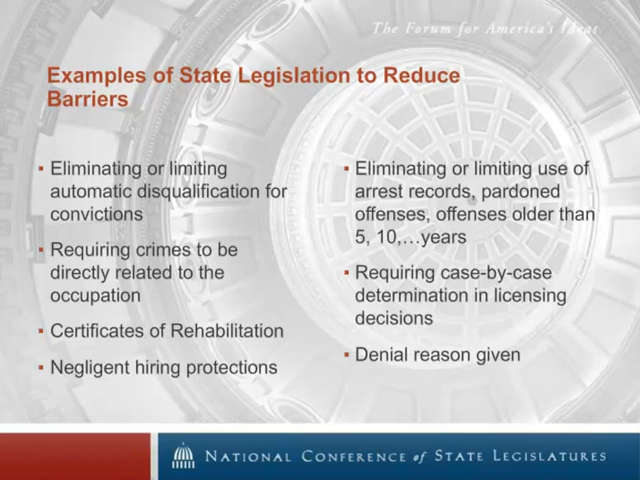 The Forum for America's Ideas
Examples of State Legislation to Reduce
Barriers
▪ Eliminating or limiting
automatic disqualification for
convictions
▪ Requiring crimes to be
directly related to the
occupation
▪ Certificates of Rehabilitation
▪ Negligent hiring protections
▪ Eliminating or limiting use of
arrest records, pardoned
offenses, offenses older than
5, 10,…years
▪ Requiring case-by-case
determination in licensing
decisions
▪ Denial reason given
NATIONAL CONFERENCE of STATE LEGISLATURES